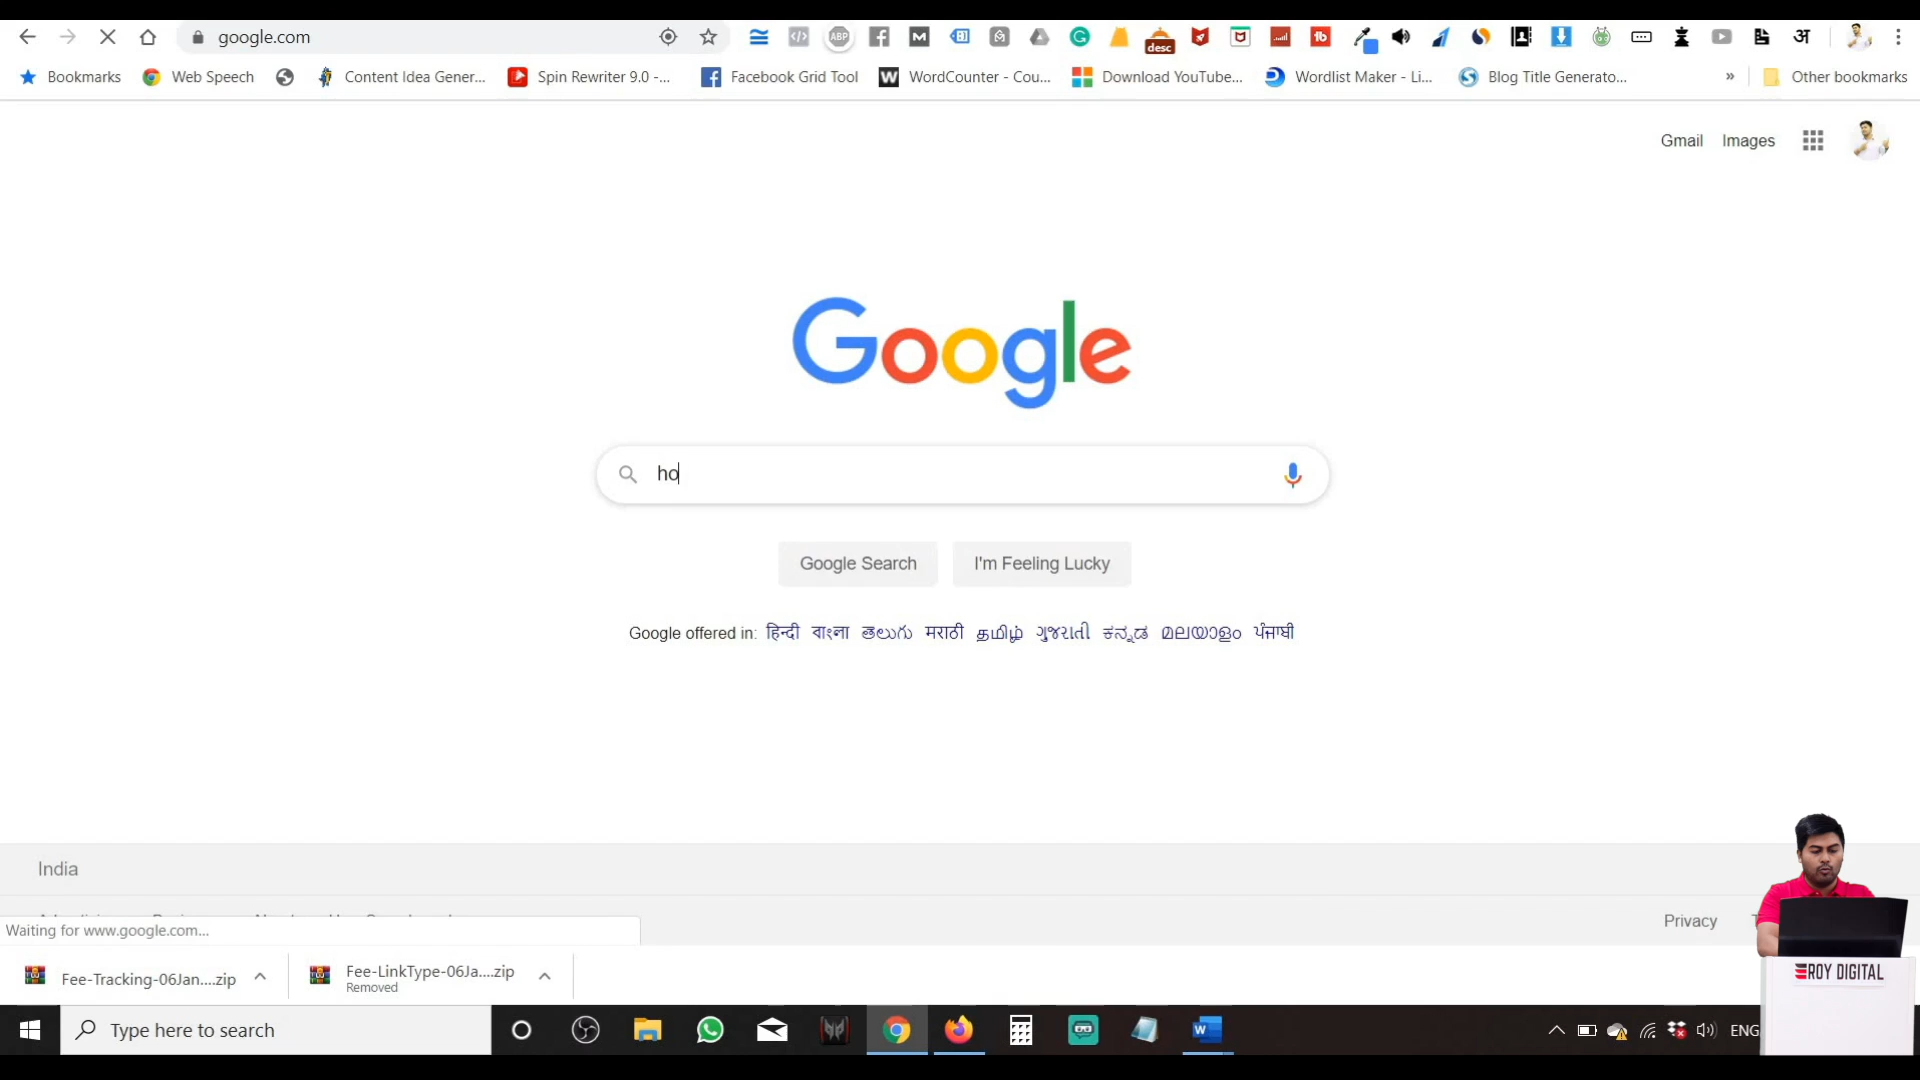 google.com
desc
Bookmarks Web Speech Content Idea Gener... Spin Rewriter 9.0 -... Facebook Grid Tool WordCounter - Cou... Download YouTube... Wordlist Maker - Li... Blog Title Generato... » Other bookmarks
Gmail Images
Google
ho
Google Search I'm Feeling Lucky
Google offered in: हिन्दी বাংলা తెలుగు मराठी தமிழ் ગુજરાતી ಕನ್ನಡ മലയാളം ਪੰਜਾਬੀ
India
Privacy
Waiting for www.google.com...
Fee-Tracking-06Jan....zip
Fee-LinkType-06Ja....zip
Removed
ROY DIGITAL
Type here to search
ENG